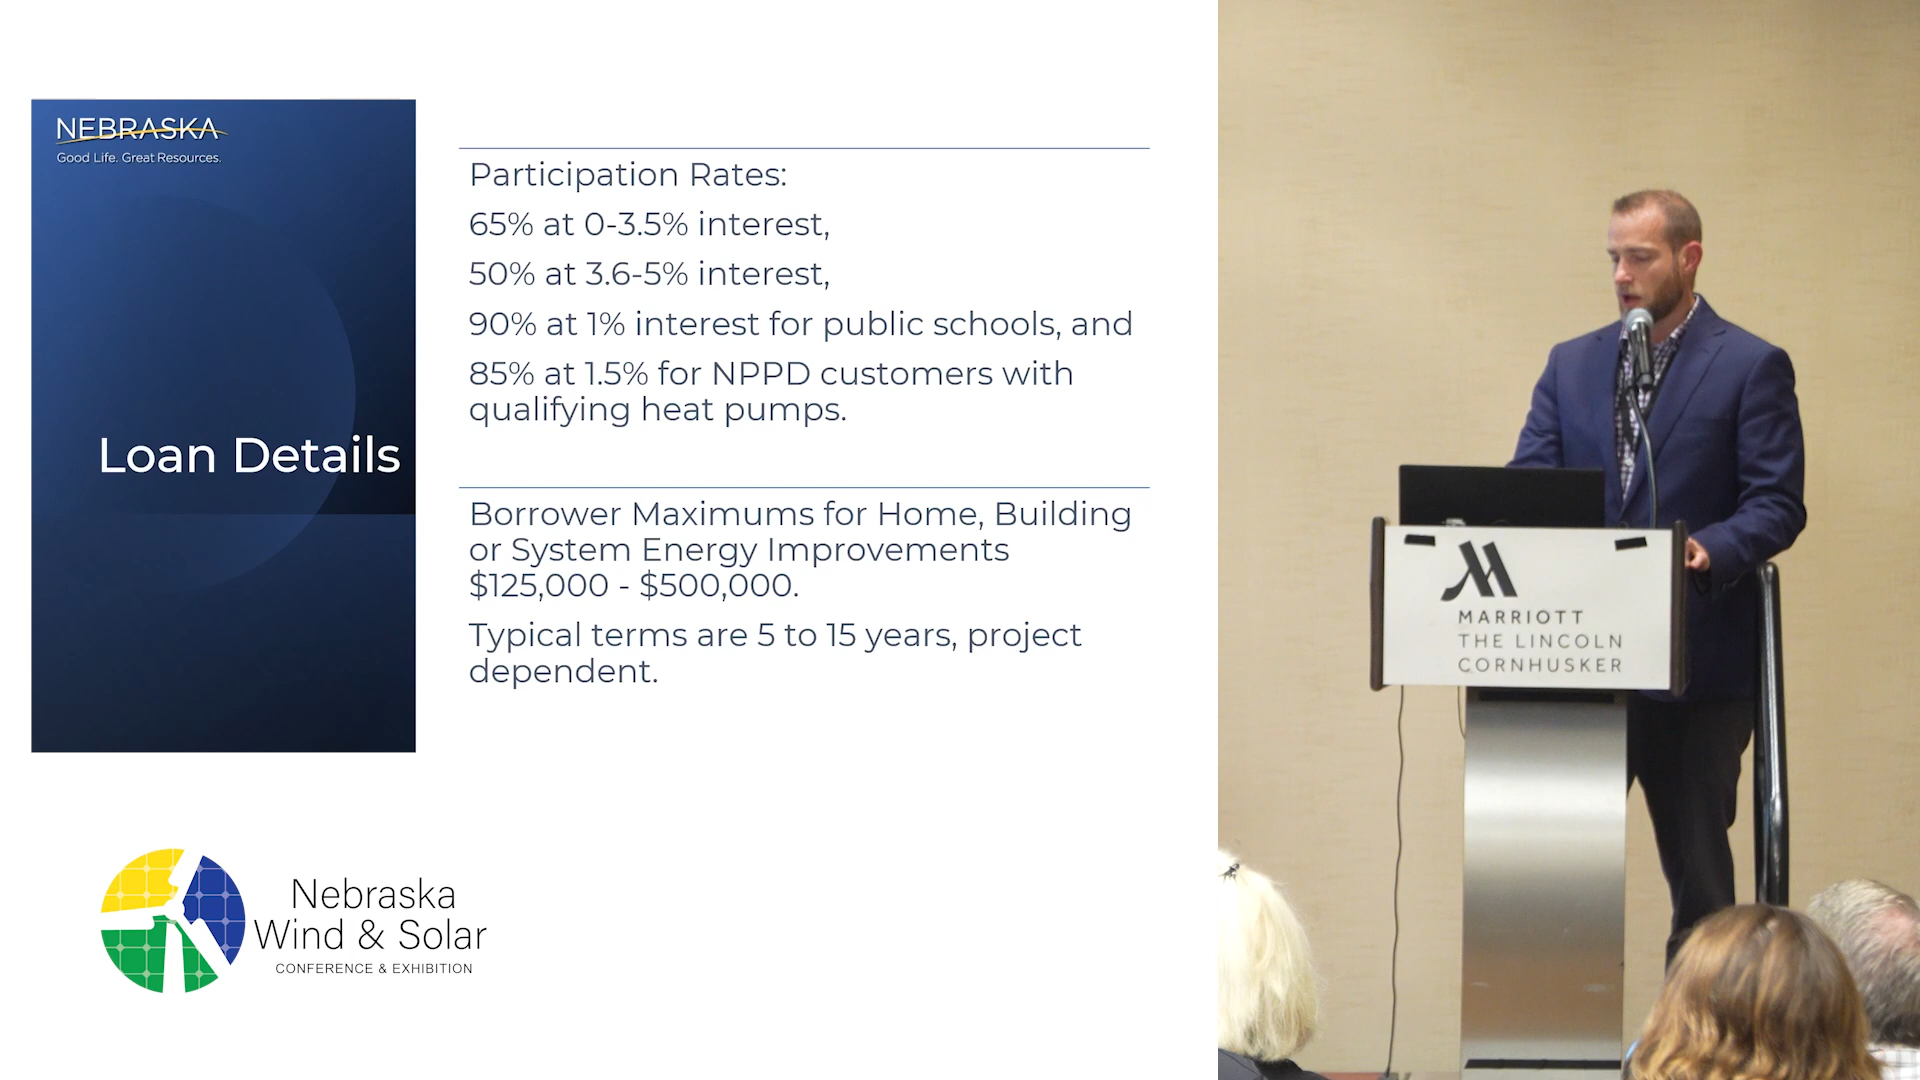 NEBRASKA
Good Life. Great Resources.
Loan Details
Participation Rates:
65% at 0-3.5% interest,
50% at 3.6-5% interest,
90% at 1% interest for public schools, and
85% at 1.5% for NPPD customers with
qualifying heat pumps.
Borrower Maximums for Home, Building
or System Energy Improvements
$125,000 - $500,000.
Typical terms are 5 to 15 years, project
dependent.
Nebraska
Wind & Solar
CONFERENCE & EXHIBITION
MARRIOTT
THE LINCOLN
CORNHUSKER